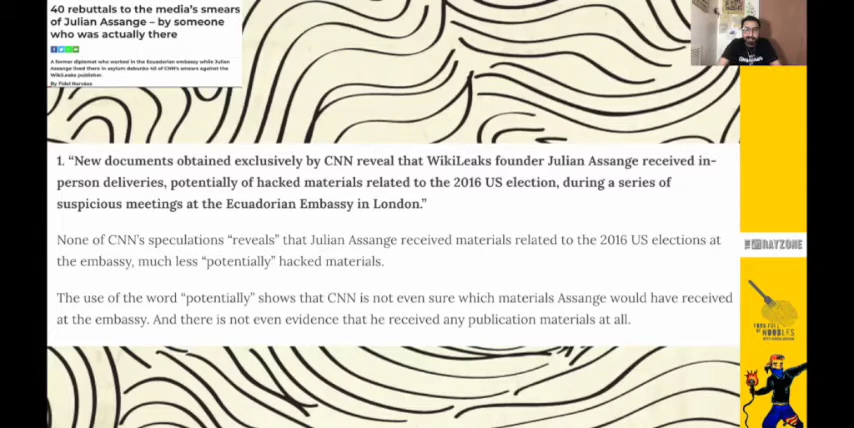 40 rebuttals to the media's smears
of Julian Assange – by someone
who was actually there
A former diplomat who worked in the Ecuadorian embassy while Julian
Assange lived there in asylum debunks 40 of CNN's smears against the
WikiLeaks publisher.
By Fidel Narváez
1. “New documents obtained exclusively by CNN reveal that WikiLeaks founder Julian Assange received in-
person deliveries, potentially of hacked materials related to the 2016 US election, during a series of
suspicious meetings at the Ecuadorian Embassy in London.”
None of CNN's speculations “reveals” that Julian Assange received materials related to the 2016 US elections at
the embassy, much less “potentially” hacked materials.
The use of the word “potentially” shows that CNN is not even sure which materials Assange would have received
at the embassy. And there is not even evidence that he received any publication materials at all.
THE GRAYZONE
FORK FULL
OF NOODLES